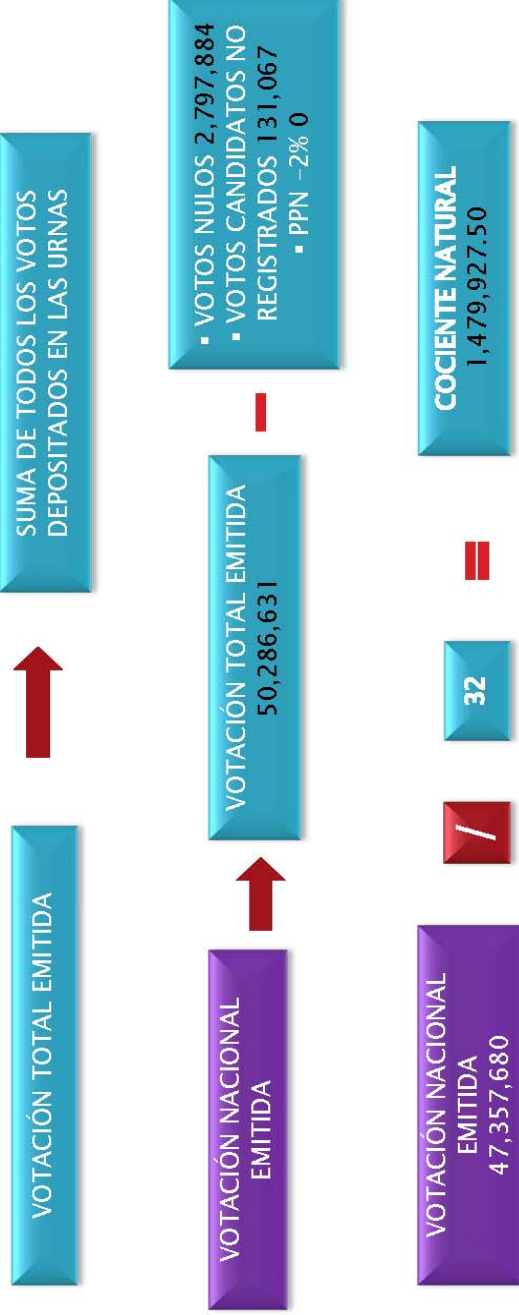 VOTACIÓN TOTAL EMITIDA
SUMA DE TODOS LOS VOTOS
DEPOSITADOS EN LAS URNAS
VOTACIÓN NACIONAL
EMITIDA
VOTACIÓN TOTAL EMITIDA
50,286,631
-
▪ VOTOS NULOS 2,797,884
▪ VOTOS CANDIDATOS NO
REGISTRADOS 131,067
▪ PPN -2% 0
VOTACIÓN NACIONAL
EMITIDA
47,357,680
/
32
=
COCIENTE NATURAL
1,479,927.50